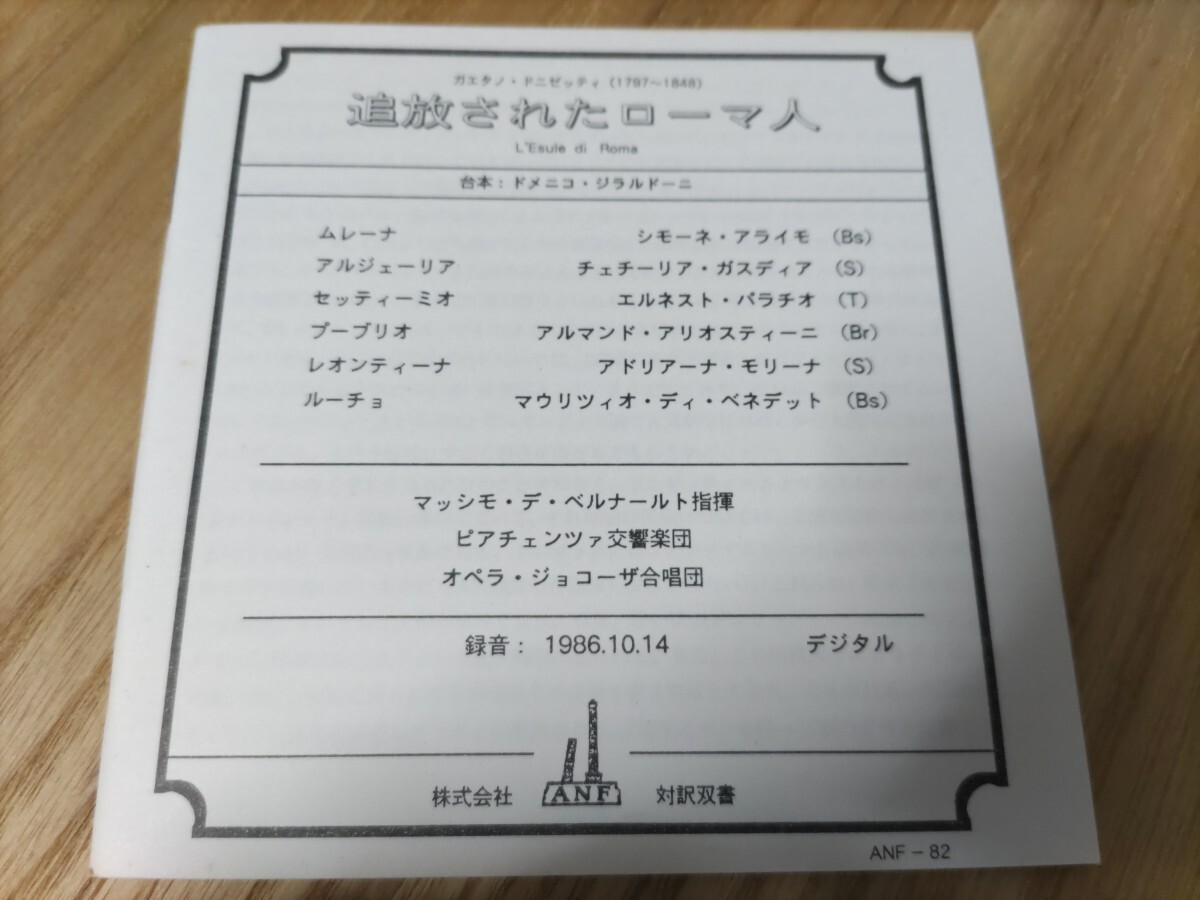 ガエタノ・ドニゼッティ (1797～1848)
追放されたローマ人
L'Esule di Roma
台本：ドメニコ・ジラルドーニ
ムレーナ シモーネ・アライモ (Bs)
アルジェーリア チェチーリア・ガスディア (S)
セッティーミオ エルネスト・パラチオ (T)
プーブリオ アルマンド・アリオスティーニ (Br)
レオンティーナ アドリアーナ・モリーナ (S)
ルーチョ マウリツィオ・ディ・ベネデット (Bs)
マッシモ・デ・ベルナールト指揮
ピアチェンツァ交響楽団
オペラ・ジョコーザ合唱団
録音： 1986.10.14 デジタル
株式会社 ANF 対訳双書
ANF－82